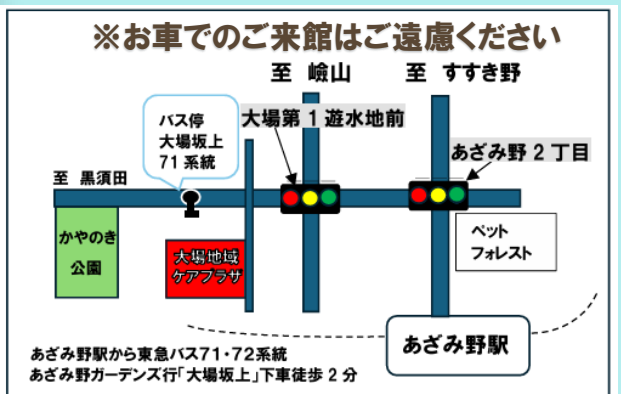 ※お車でのご来館はご遠慮ください
至 嶮山
至 すすき野
バス停
大場坂上
71系統
大場第1遊水地前
あざみ野2丁目
至 黒須田
かやのき
公園
大場地域
ケアプラザ
ペット
フォレスト
あざみ野駅
あざみ野駅から東急バス71・72系統
あざみ野ガーデンズ行「大場坂上」下車徒歩2分